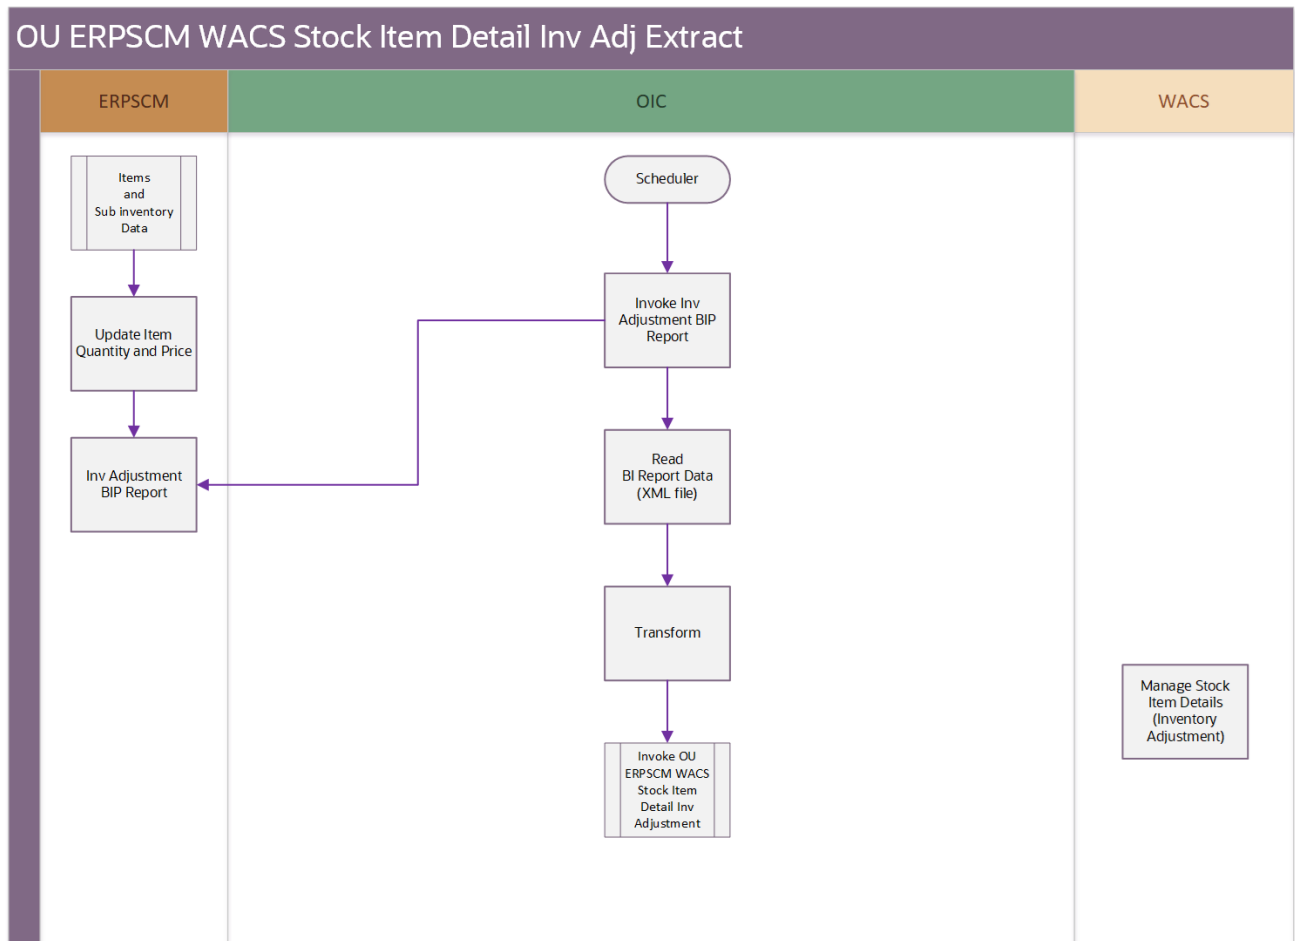 OU ERPSCM WACS Stock Item Detail Inv Adj Extract
ERPSCM
OIC
WACS
Items
and
Sub inventory
Data
Update Item
Quantity and Price
Inv Adjustment
BIP Report
Scheduler
Invoke Inv
Adjustment BIP
Report
Read
BI Report Data
(XML file)
Transform
Invoke OU
ERPSCM WACS
Stock Item
Detail Inv
Adjustment
Manage Stock
Item Details
(Inventory
Adjustment)